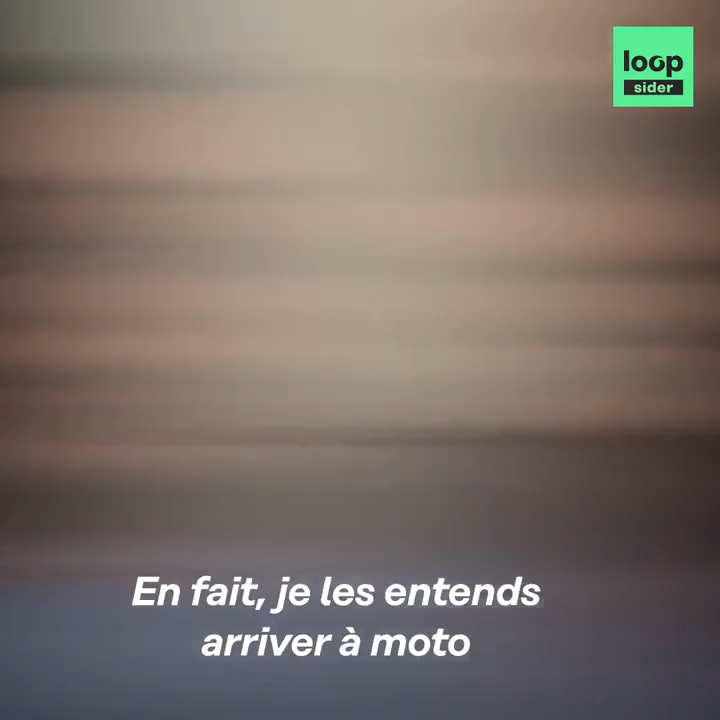 loop
sider
En fait, je les entends
arriver à moto